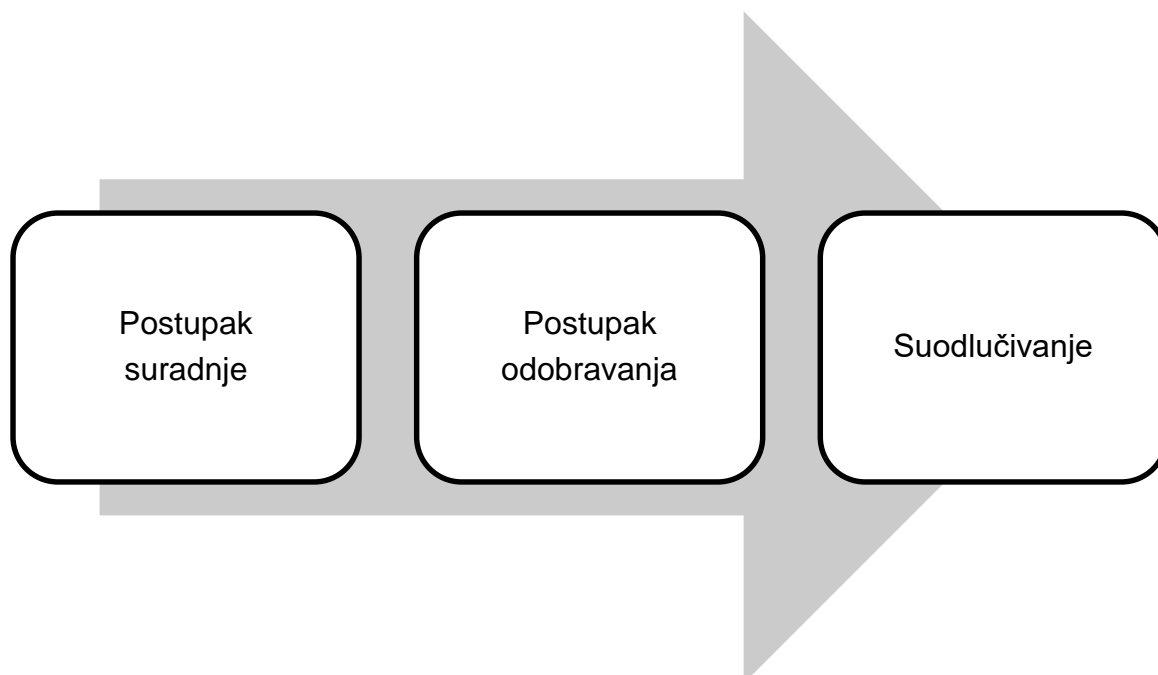 Postupak
suradnje
Postupak
odobravanja
Suodlučivanje